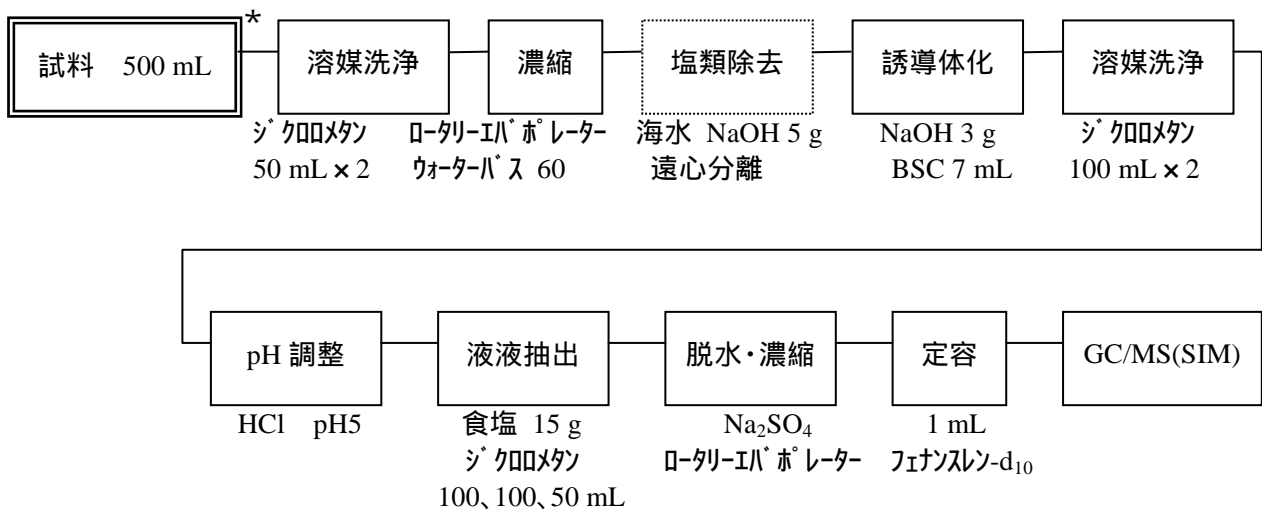 *
試料 500 mL
溶媒洗浄
濃縮
塩類除去
誘導体化
溶媒洗浄
ジクロロメタン
50 mL × 2
ロータリーエバポレーター
ウォーターバス 60
海水 NaOH 5 g
遠心分離
NaOH 3 g
BSC 7 mL
ジクロロメタン
100 mL × 2
pH 調整
液液抽出
脱水・濃縮
定容
GC/MS(SIM)
HCl pH5
食塩 15 g
ジクロロメタン
100、100、50 mL
Na₂SO₄
ロータリーエバポレーター
1 mL
フェナンスレン-d₁₀